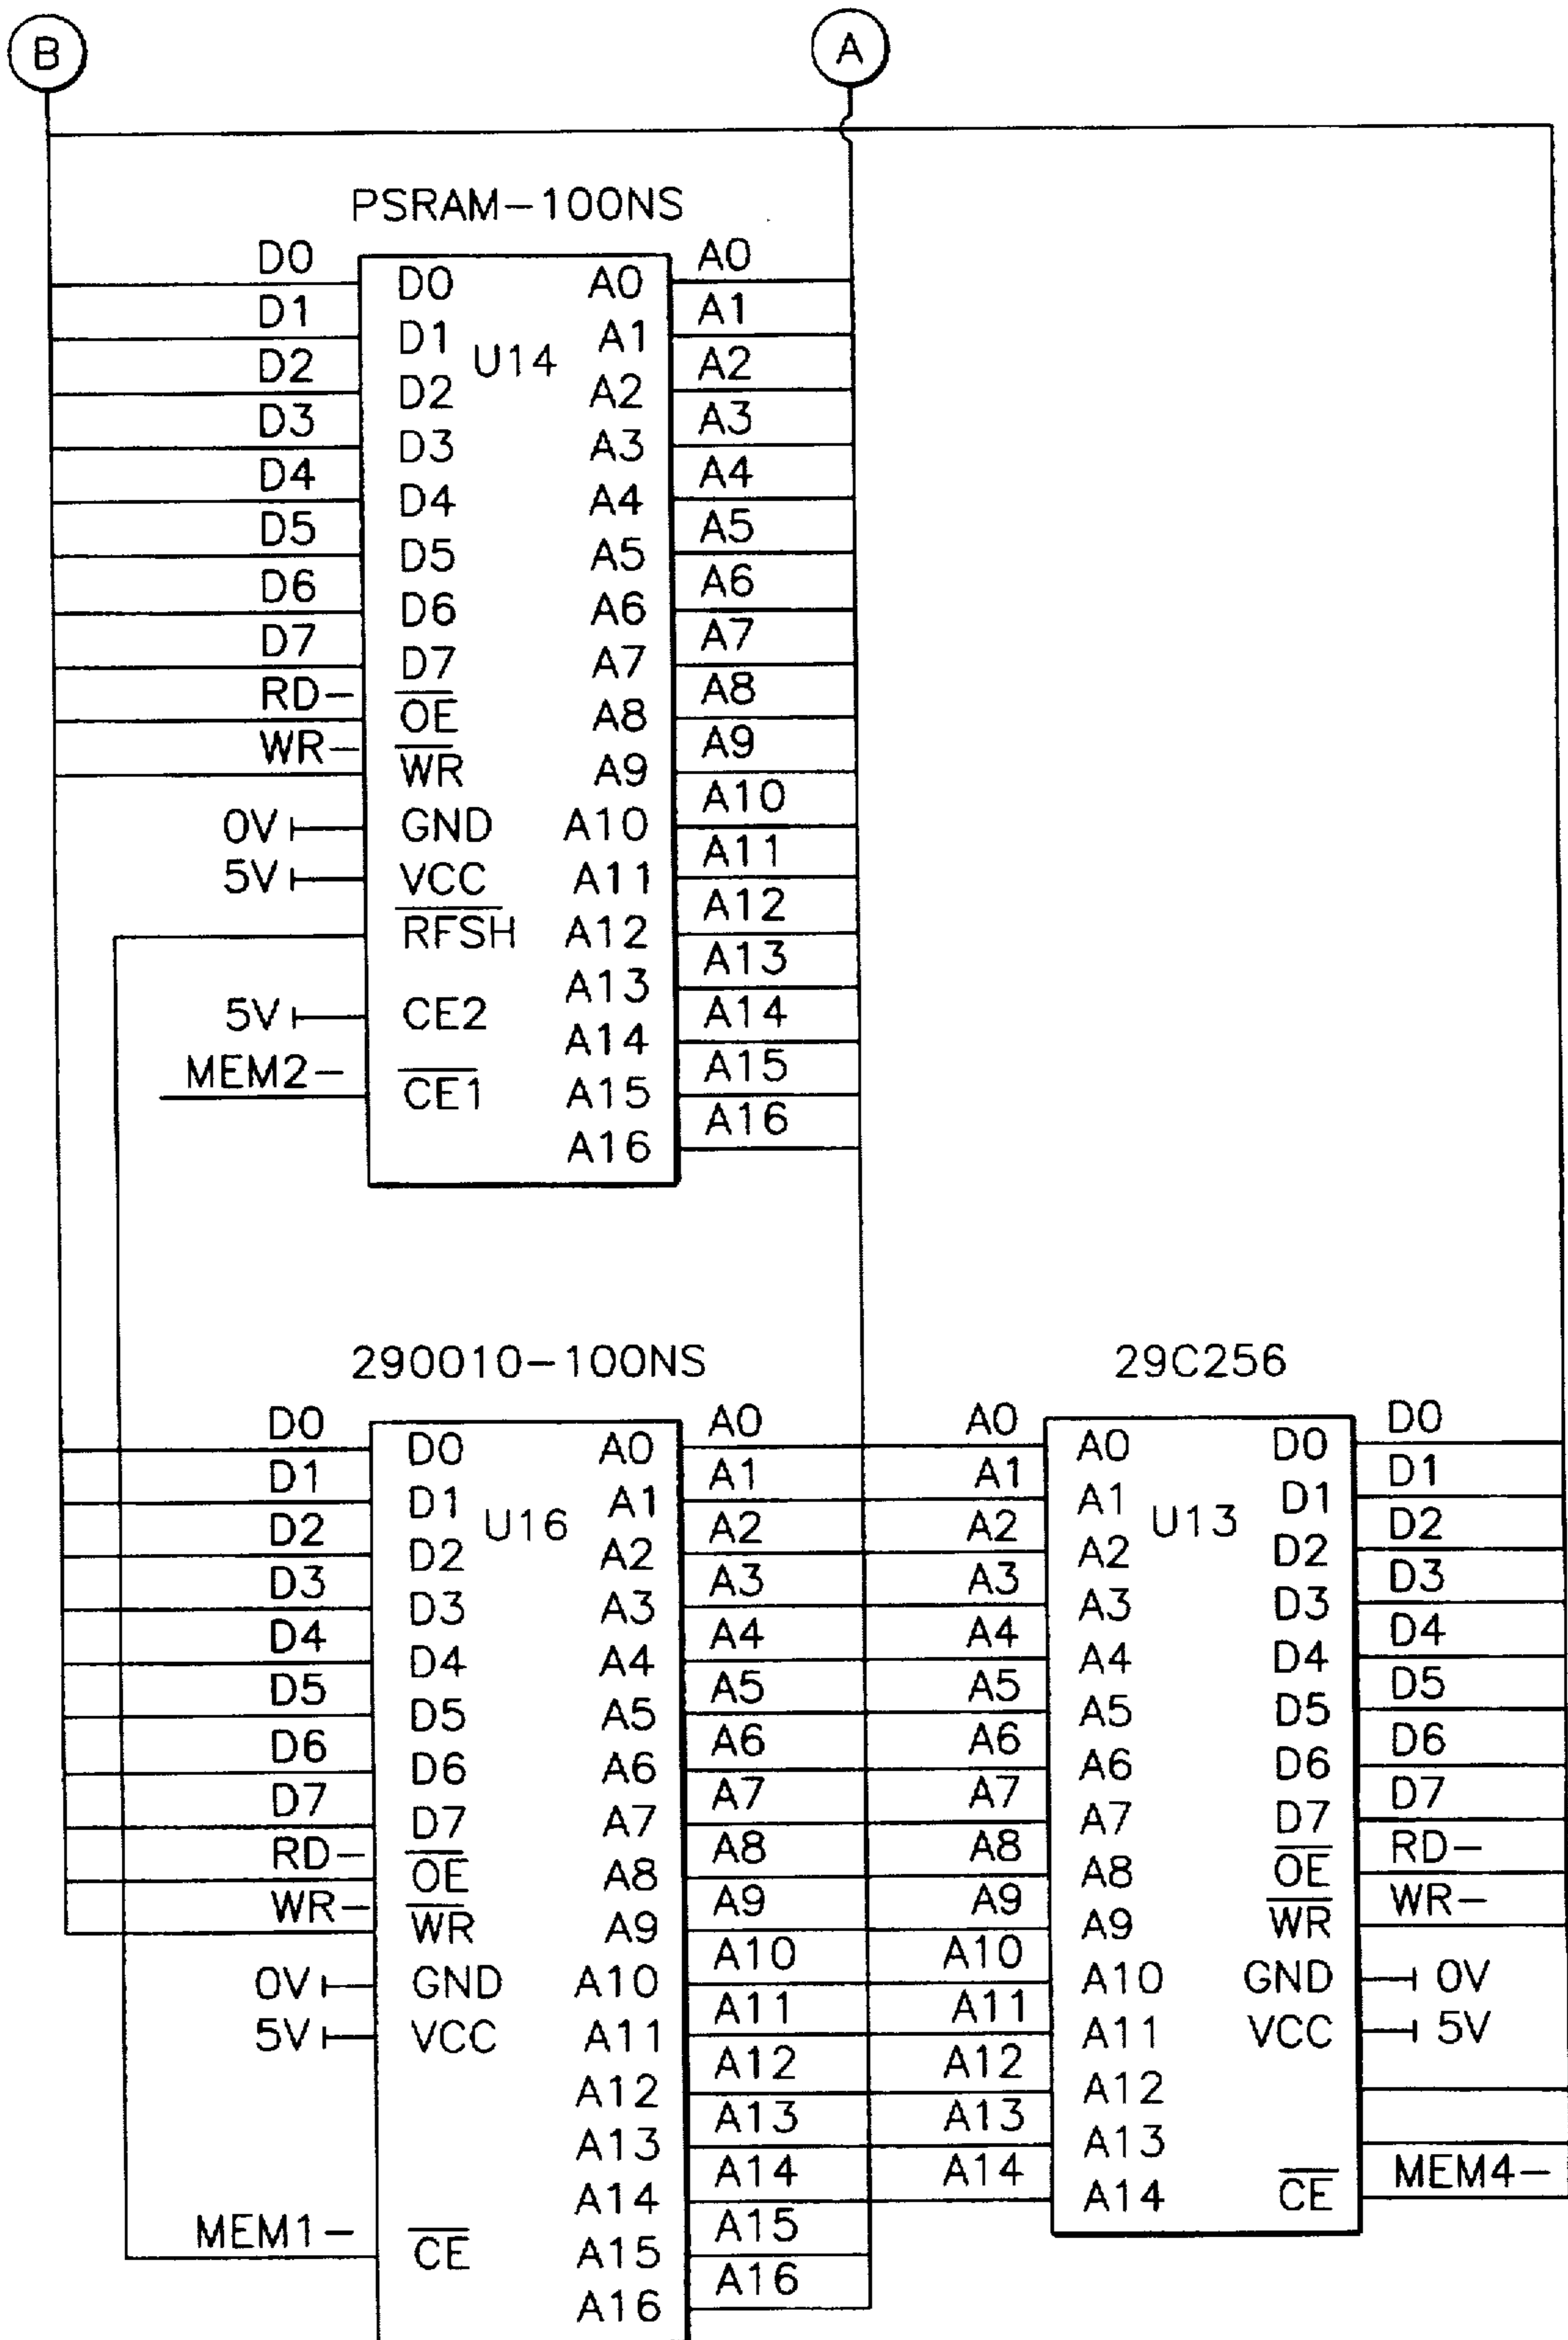 B A
PSRAM-100NS
D0 D0 A0 A0
D1 D1 U14 A1 A1
D2 D2 A2 A2
D3 D3 A3 A3
D4 D4 A4 A4
D5 D5 A5 A5
D6 D6 A6 A6
D7 D7 A7 A7
RD- OE A8 A8
WR- WR A9 A9
0V GND A10 A10
5V VCC A11 A11
RFSH A12 A12
A13 A13
5V CE2 A14 A14
MEM2- CE1 A15 A15
A16 A16
290010-100NS 29C256
D0 D0 A0 A0 A0 A0 D0 D0
D1 D1 U16 A1 A1 A1 A1 U13 D1 D1
D2 D2 A2 A2 A2 A2 D2 D2
D3 D3 A3 A3 A3 A3 D3 D3
D4 D4 A4 A4 A4 A4 D4 D4
D5 D5 A5 A5 A5 A5 D5 D5
D6 D6 A6 A6 A6 A6 D6 D6
D7 D7 A7 A7 A7 A7 D7 D7
RD- OE A8 A8 A8 A8 OE RD-
WR- WR A9 A9 A9 A9 WR WR-
0V GND A10 A10 A10 A10 GND 0V
5V VCC A11 A11 A11 A11 VCC 5V
A12 A12 A12 A12
A13 A13 A13 A13
A14 A14 A14 A14 CE MEM4-
MEM1- CE A15 A15
A16 A16